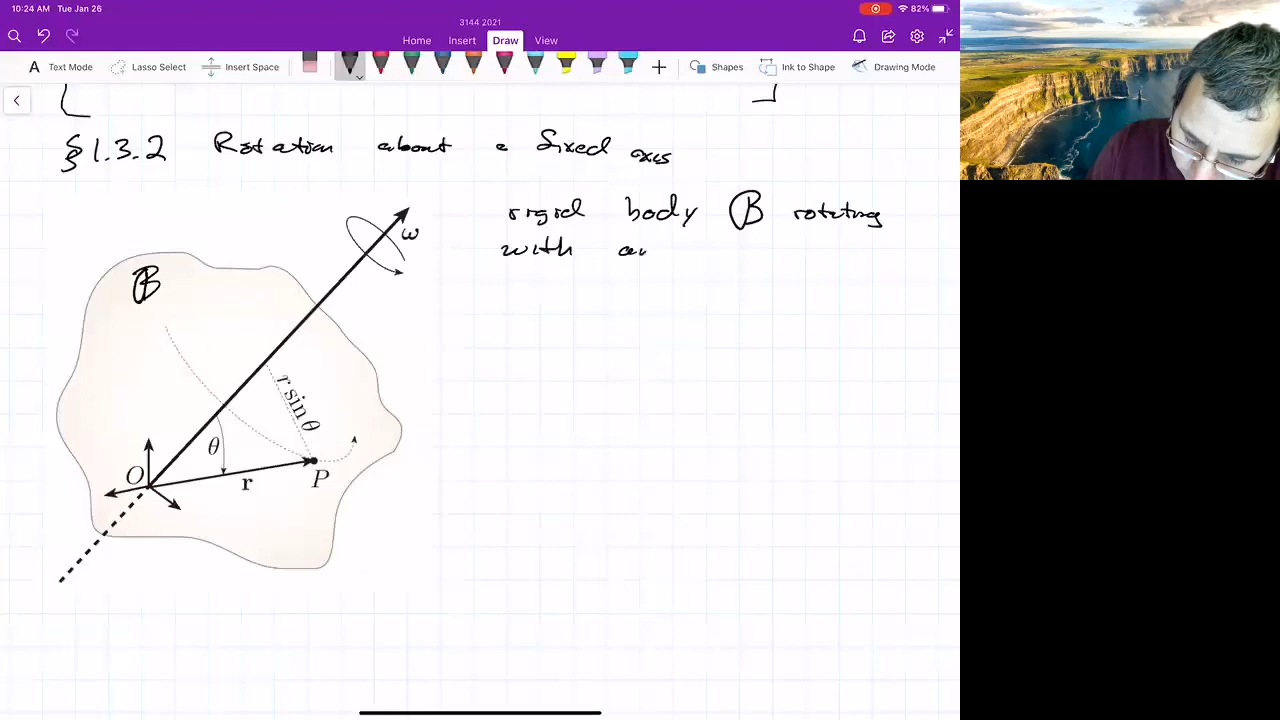 10:24 AM Tue Jan 26
82%
3144 2021
Home Insert Draw View
A Text Mode Lasso Select Insert Space Shapes Ink to Shape Drawing Mode
§1.3.2 Rotation about a fixed axis
rigid body B rotating
with an
B
ω
r sin θ
θ
O
r
P